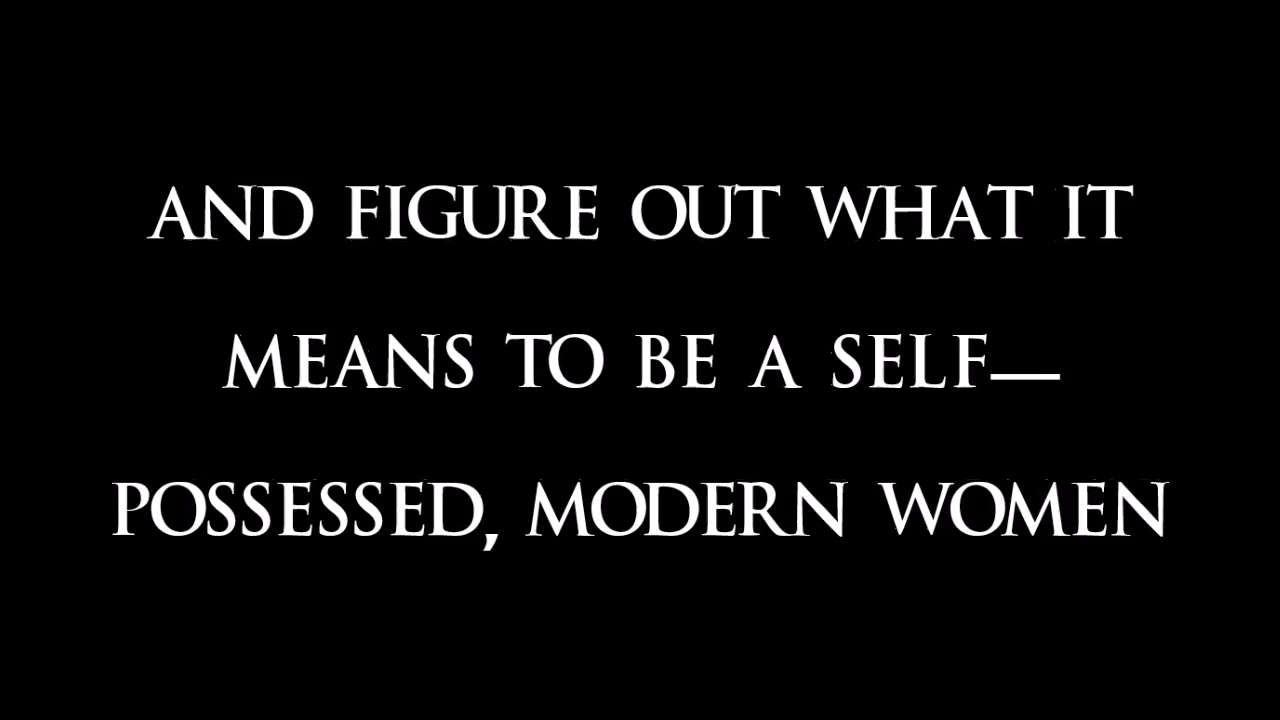 AND FIGURE OUT WHAT IT
MEANS TO BE A SELF—
POSSESSED, MODERN WOMEN